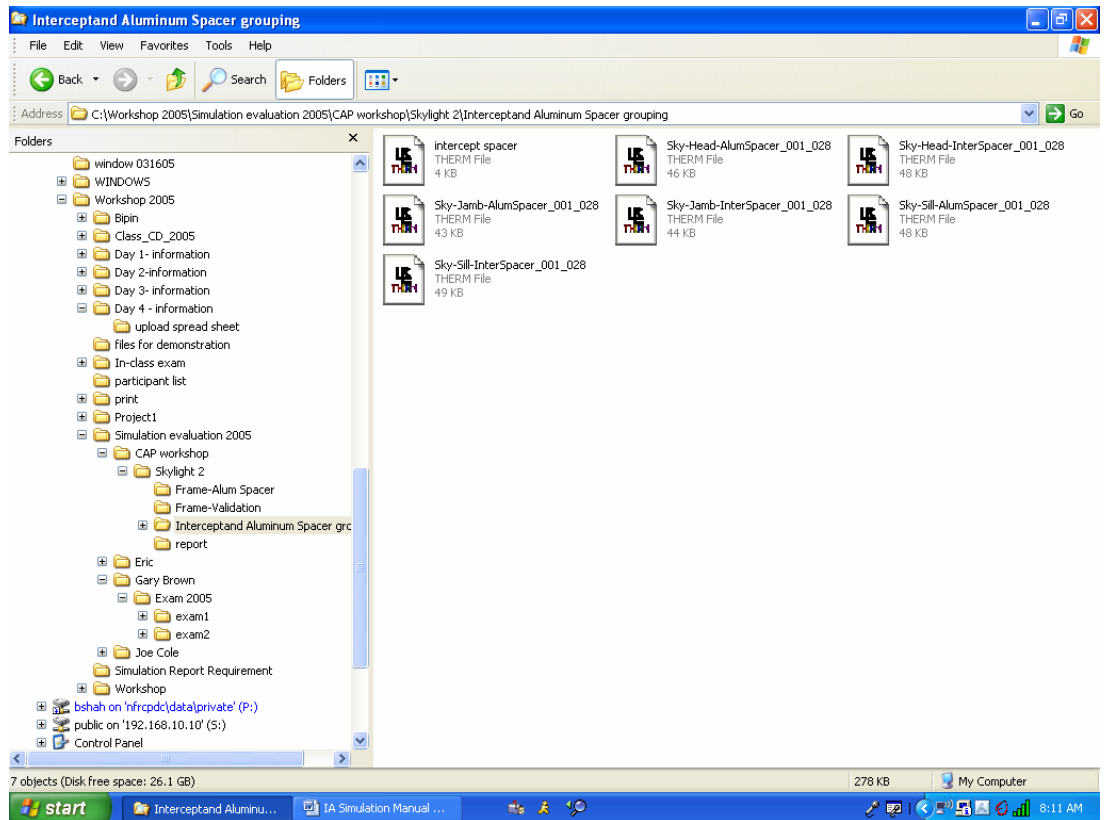 Interceptand Aluminum Spacer grouping
File Edit View Favorites Tools Help
Back Search Folders
Address C:\Workshop 2005\Simulation evaluation 2005\CAP workshop\Skylight 2\Interceptand Aluminum Spacer grouping Go
Folders
window 031605
WINDOWS
Workshop 2005
Bipin
Class_CD_2005
Day 1- information
Day 2-information
Day 3- information
Day 4 - information
upload spread sheet
files for demonstration
In-class exam
participant list
print
Project1
Simulation evaluation 2005
CAP workshop
Skylight 2
Frame-Alum Spacer
Frame-Validation
Interceptand Aluminum Spacer grc
report
Eric
Gary Brown
Exam 2005
exam1
exam2
Joe Cole
Simulation Report Requirement
Workshop
bshah on 'nfrcpdc\data\private' (P:)
public on '192.168.10.10' (S:)
Control Panel
intercept spacer
THERM File
4 KB
Sky-Head-AlumSpacer_001_028
THERM File
46 KB
Sky-Head-InterSpacer_001_028
THERM File
48 KB
Sky-Jamb-AlumSpacer_001_028
THERM File
43 KB
Sky-Jamb-InterSpacer_001_028
THERM File
44 KB
Sky-Sill-AlumSpacer_001_028
THERM File
48 KB
Sky-Sill-InterSpacer_001_028
THERM File
49 KB
7 objects (Disk free space: 26.1 GB) 278 KB My Computer
start Interceptand Aluminu... IA Simulation Manual ... 8:11 AM